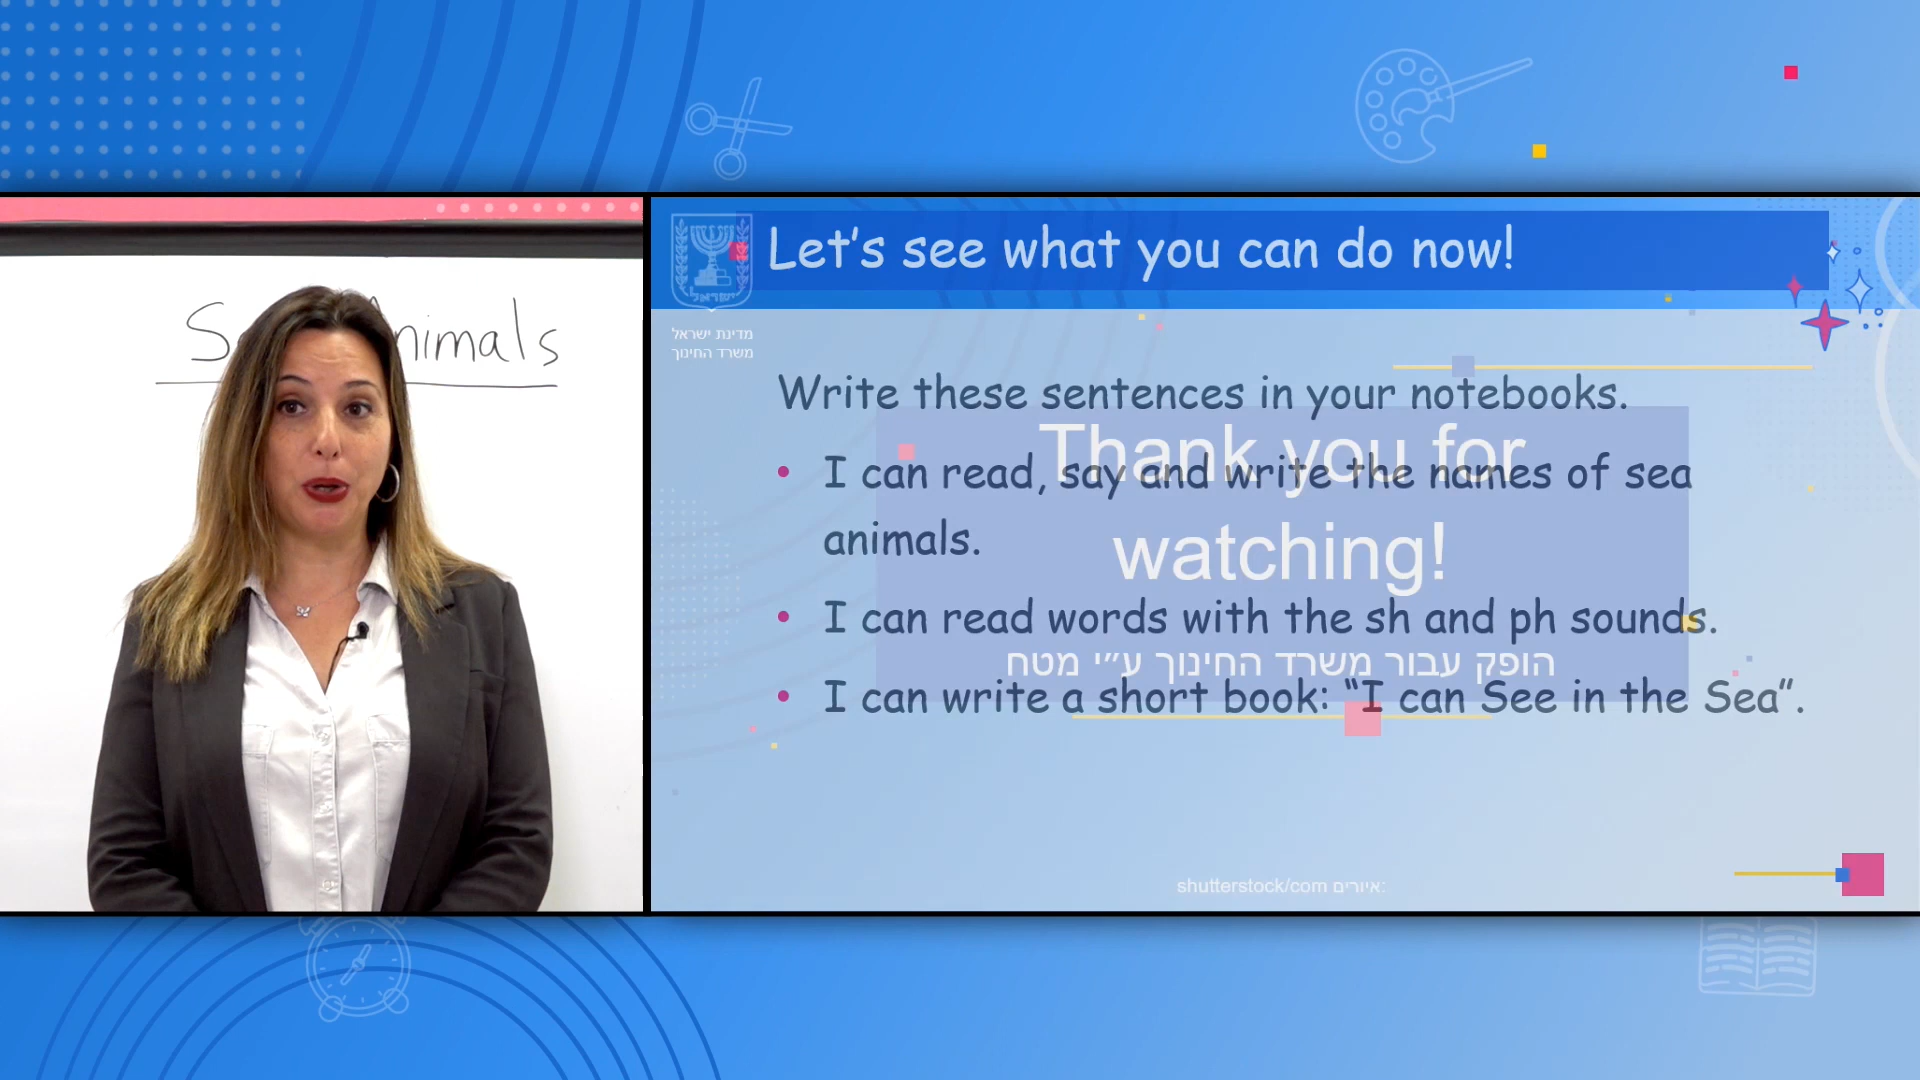 Sea Animals
Let's see what you can do now!
מדינת ישראל
משרד החינוך
Write these sentences in your notebooks.
• I can read, say and write the names of sea
animals.
• I can read words with the sh and ph sounds.
• I can write a short book: “I can See in the Sea”.
Thank you for
watching!
הופק עבור משרד החינוך ע״י מטח
shutterstock/com איורים: